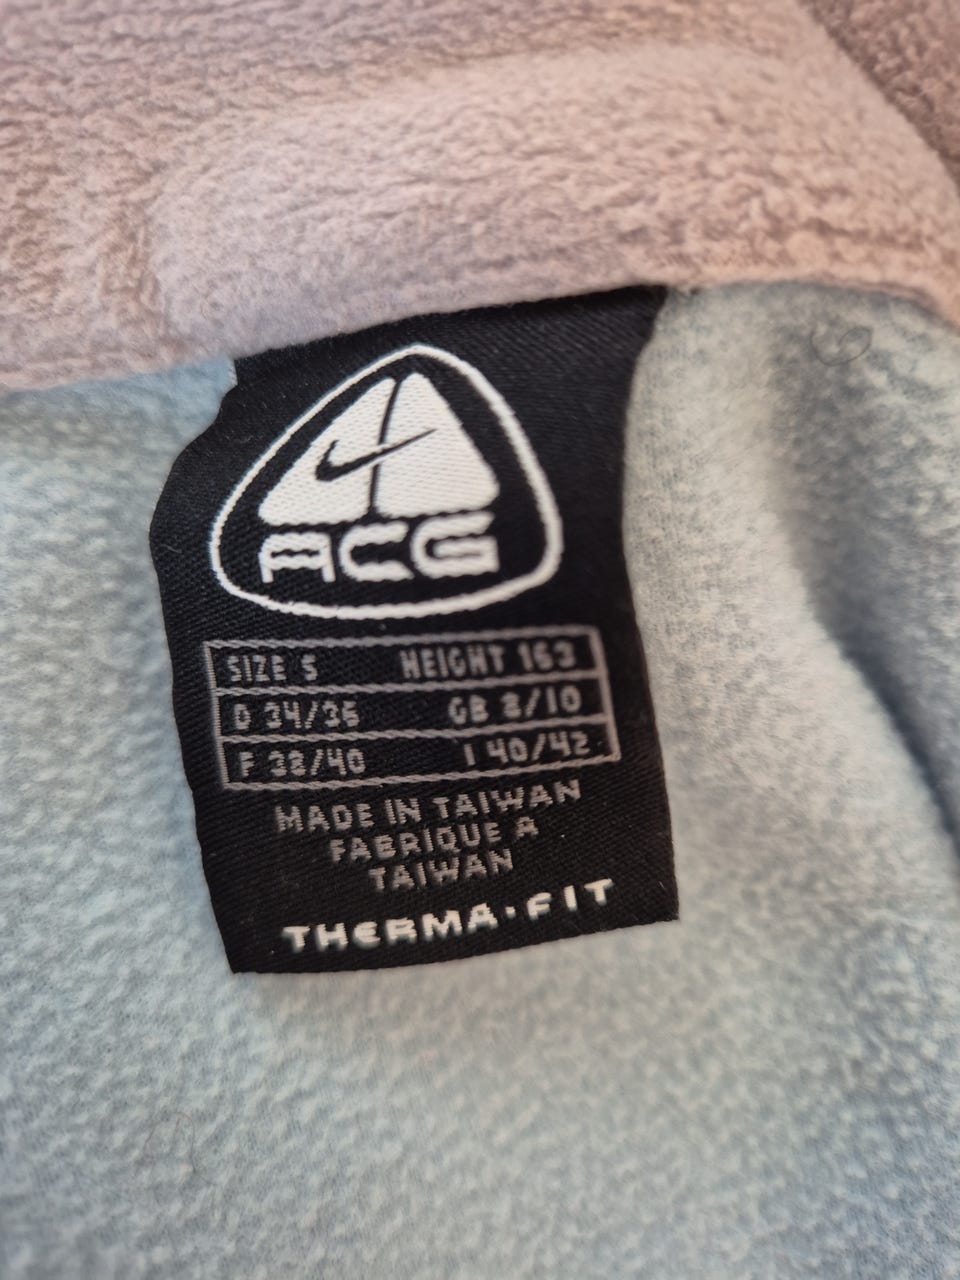 ACG
SIZE S HEIGHT 163
D 34/36 GB 8/10
F 38/40 I 40/42
MADE IN TAIWAN
FABRIQUE A
TAIWAN
THERMA·FIT